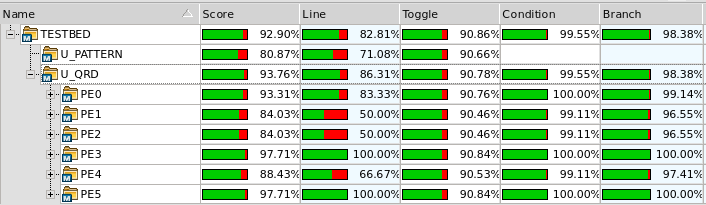 Name Score Line Toggle Condition Branch
TESTBED 92.90% 82.81% 90.86% 99.55% 98.38%
U_PATTERN 80.87% 71.08% 90.66%
U_QRD 93.76% 86.31% 90.78% 99.55% 98.38%
PE0 93.31% 83.33% 90.76% 100.00% 99.14%
PE1 84.03% 50.00% 90.46% 99.11% 96.55%
PE2 84.03% 50.00% 90.46% 99.11% 96.55%
PE3 97.71% 100.00% 90.84% 100.00% 100.00%
PE4 88.43% 66.67% 90.53% 99.11% 97.41%
PE5 97.71% 100.00% 90.84% 100.00% 100.00%